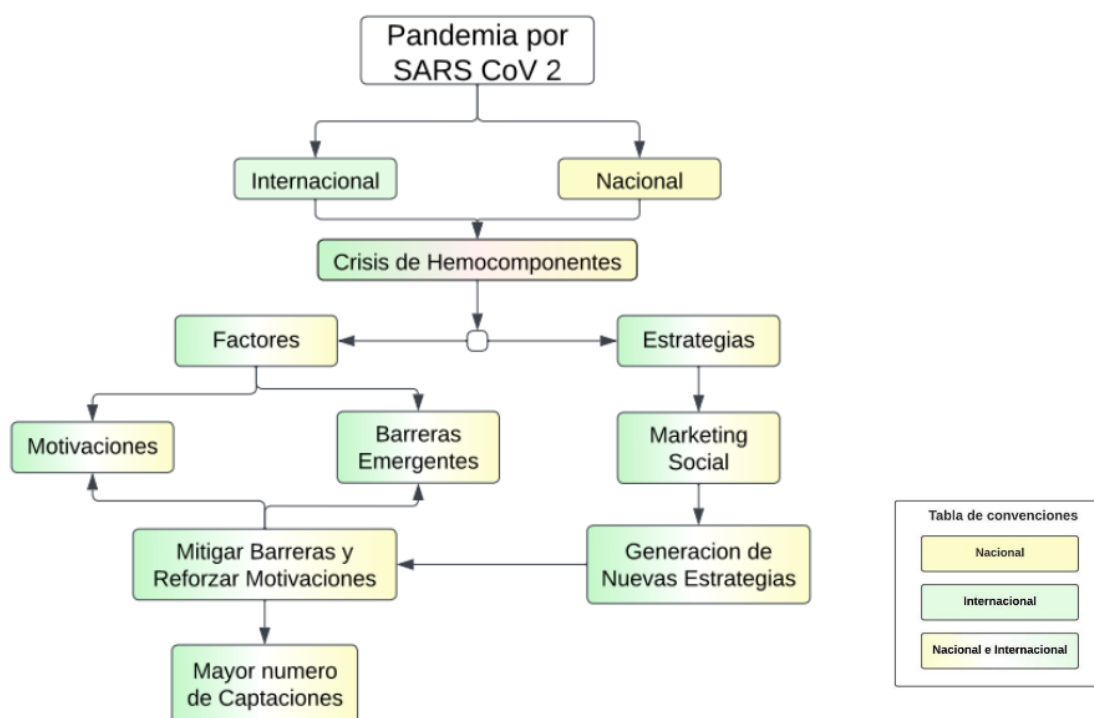 Pandemia por
SARS CoV 2
Internacional
Nacional
Crisis de Hemocomponentes
Factores
Estrategias
Motivaciones
Barreras
Emergentes
Marketing
Social
Mitigar Barreras y
Reforzar Motivaciones
Generacion de
Nuevas Estrategias
Mayor numero
de Captaciones
Tabla de convenciones
Nacional
Internacional
Nacional e Internacional